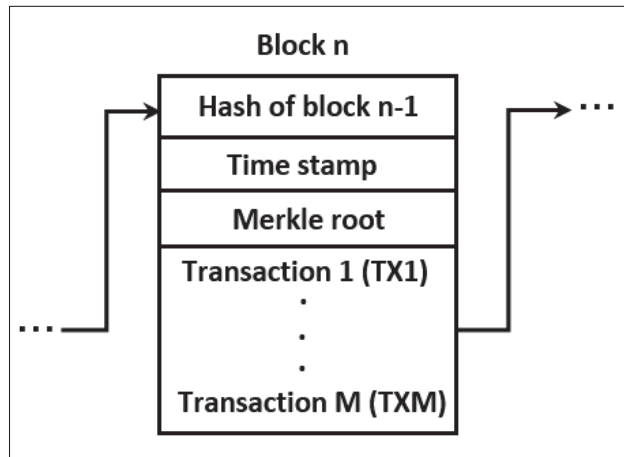 Block n
Hash of block n-1
...
Time stamp
Merkle root
Transaction 1 (TX1)
.
...
.
.
Transaction M (TXM)